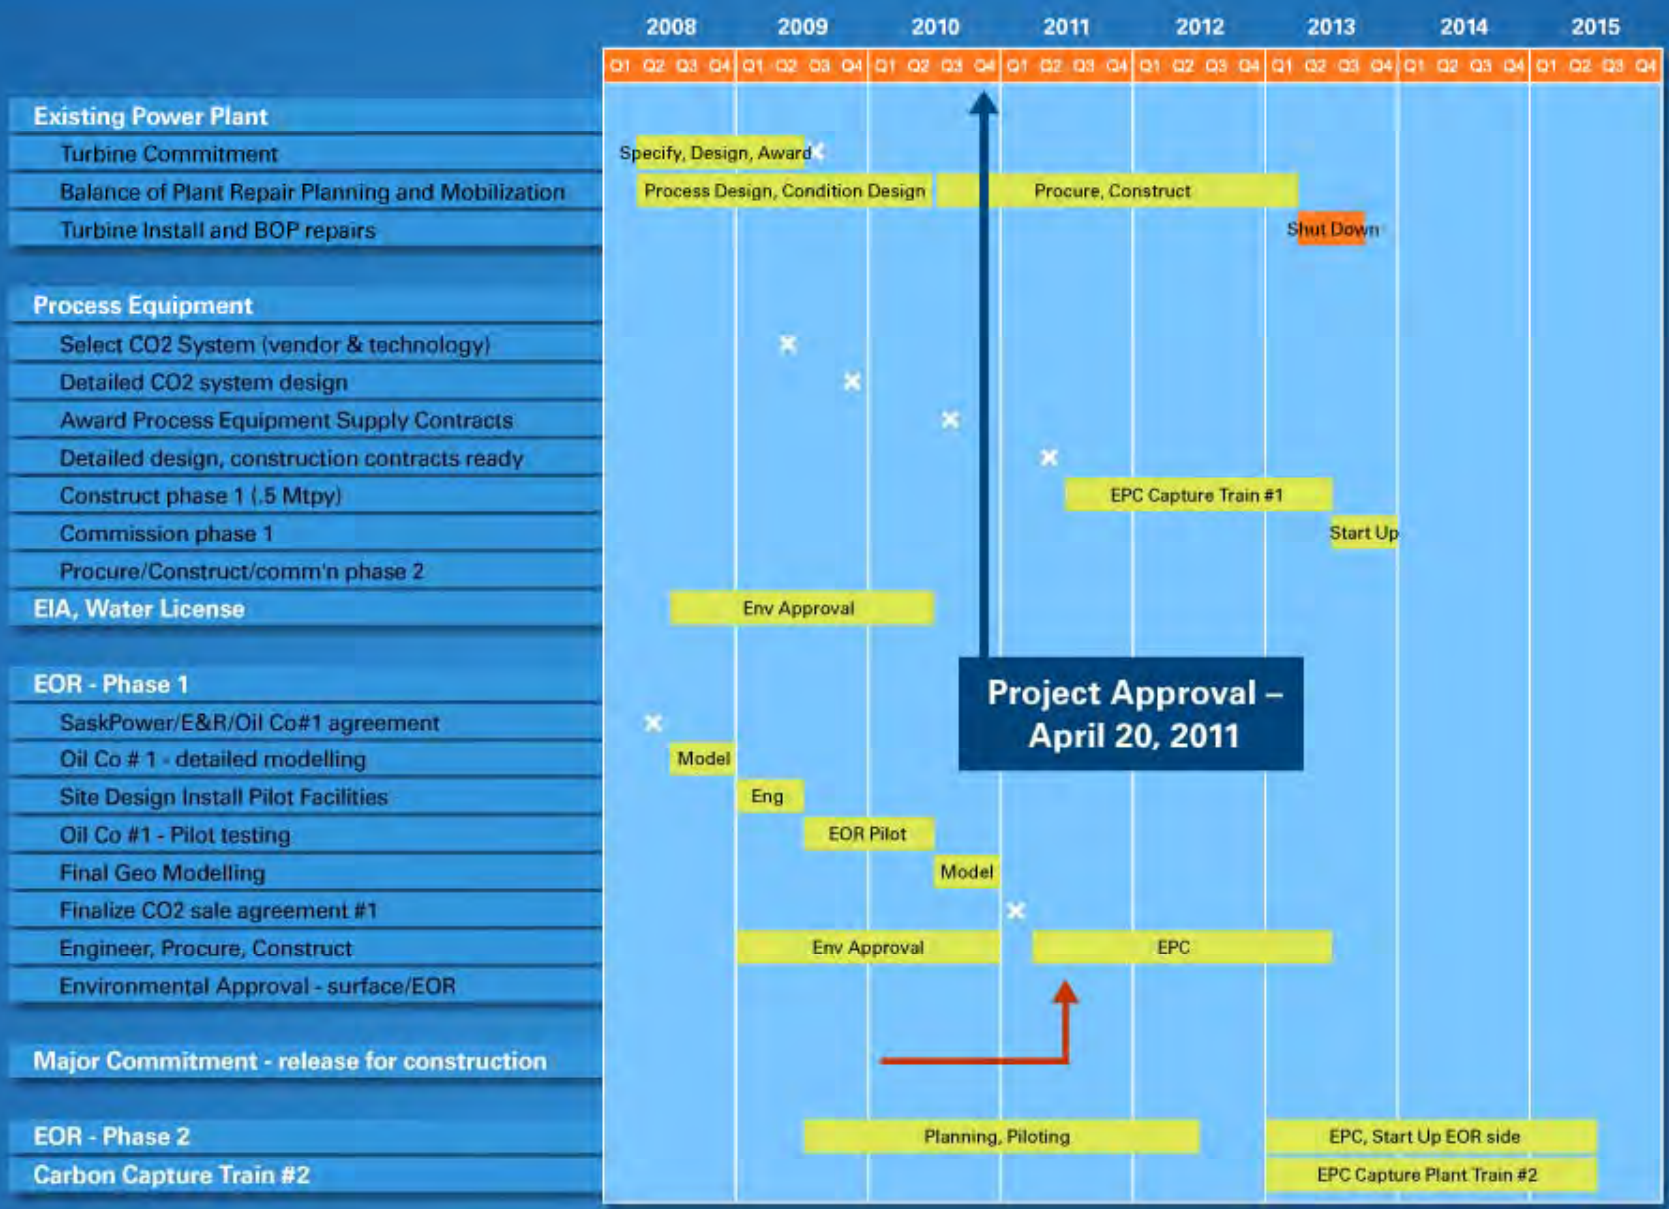 2008 2009 2010 2011 2012 2013 2014 2015
Q1 Q2 Q3 Q4 Q1 Q2 Q3 Q4 Q1 Q2 Q3 Q4 Q1 Q2 Q3 Q4 Q1 Q2 Q3 Q4 Q1 Q2 Q3 Q4 Q1 Q2 Q3 Q4 Q1 Q2 Q3 Q4
Existing Power Plant
Turbine Commitment Specify, Design, Award
Balance of Plant Repair Planning and Mobilization Process Design, Condition Design Procure, Construct
Turbine Install and BOP repairs Shut Down
Process Equipment
Select CO2 System (vendor & technology)
Detailed CO2 system design
Award Process Equipment Supply Contracts
Detailed design, construction contracts ready
Construct phase 1 (.5 Mtpy) EPC Capture Train #1
Commission phase 1 Start Up
Procure/Construct/comm'n phase 2
EIA, Water License Env Approval
EOR - Phase 1
Project Approval –
April 20, 2011
SaskPower/E&R/Oil Co#1 agreement
Oil Co # 1 - detailed modelling Model
Site Design Install Pilot Facilities Eng
Oil Co #1 - Pilot testing EOR Pilot
Final Geo Modelling Model
Finalize CO2 sale agreement #1
Engineer, Procure, Construct Env Approval EPC
Environmental Approval - surface/EOR
Major Commitment - release for construction
EOR - Phase 2 Planning, Piloting EPC, Start Up EOR side
Carbon Capture Train #2 EPC Capture Plant Train #2